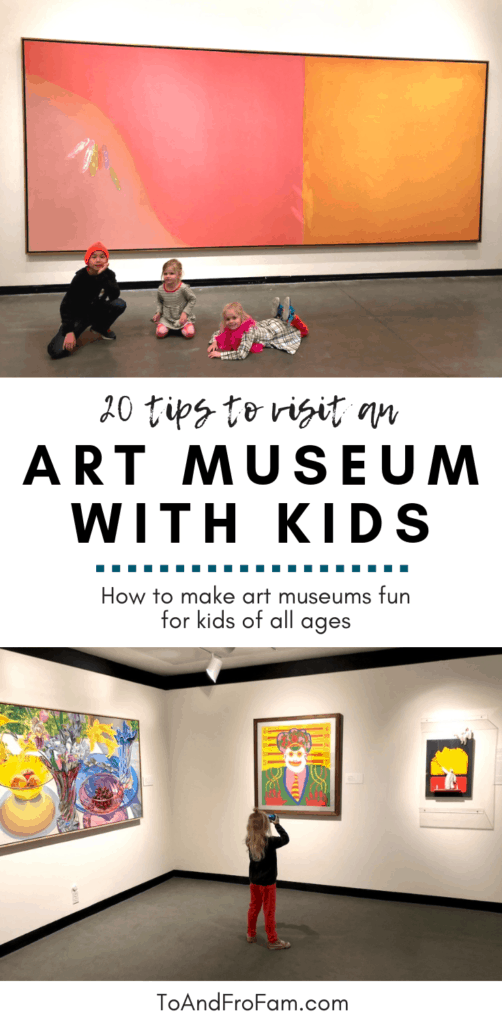 20 tips to visit an
ART MUSEUM
WITH KIDS
How to make art museums fun
for kids of all ages
ToAndFroFam.com